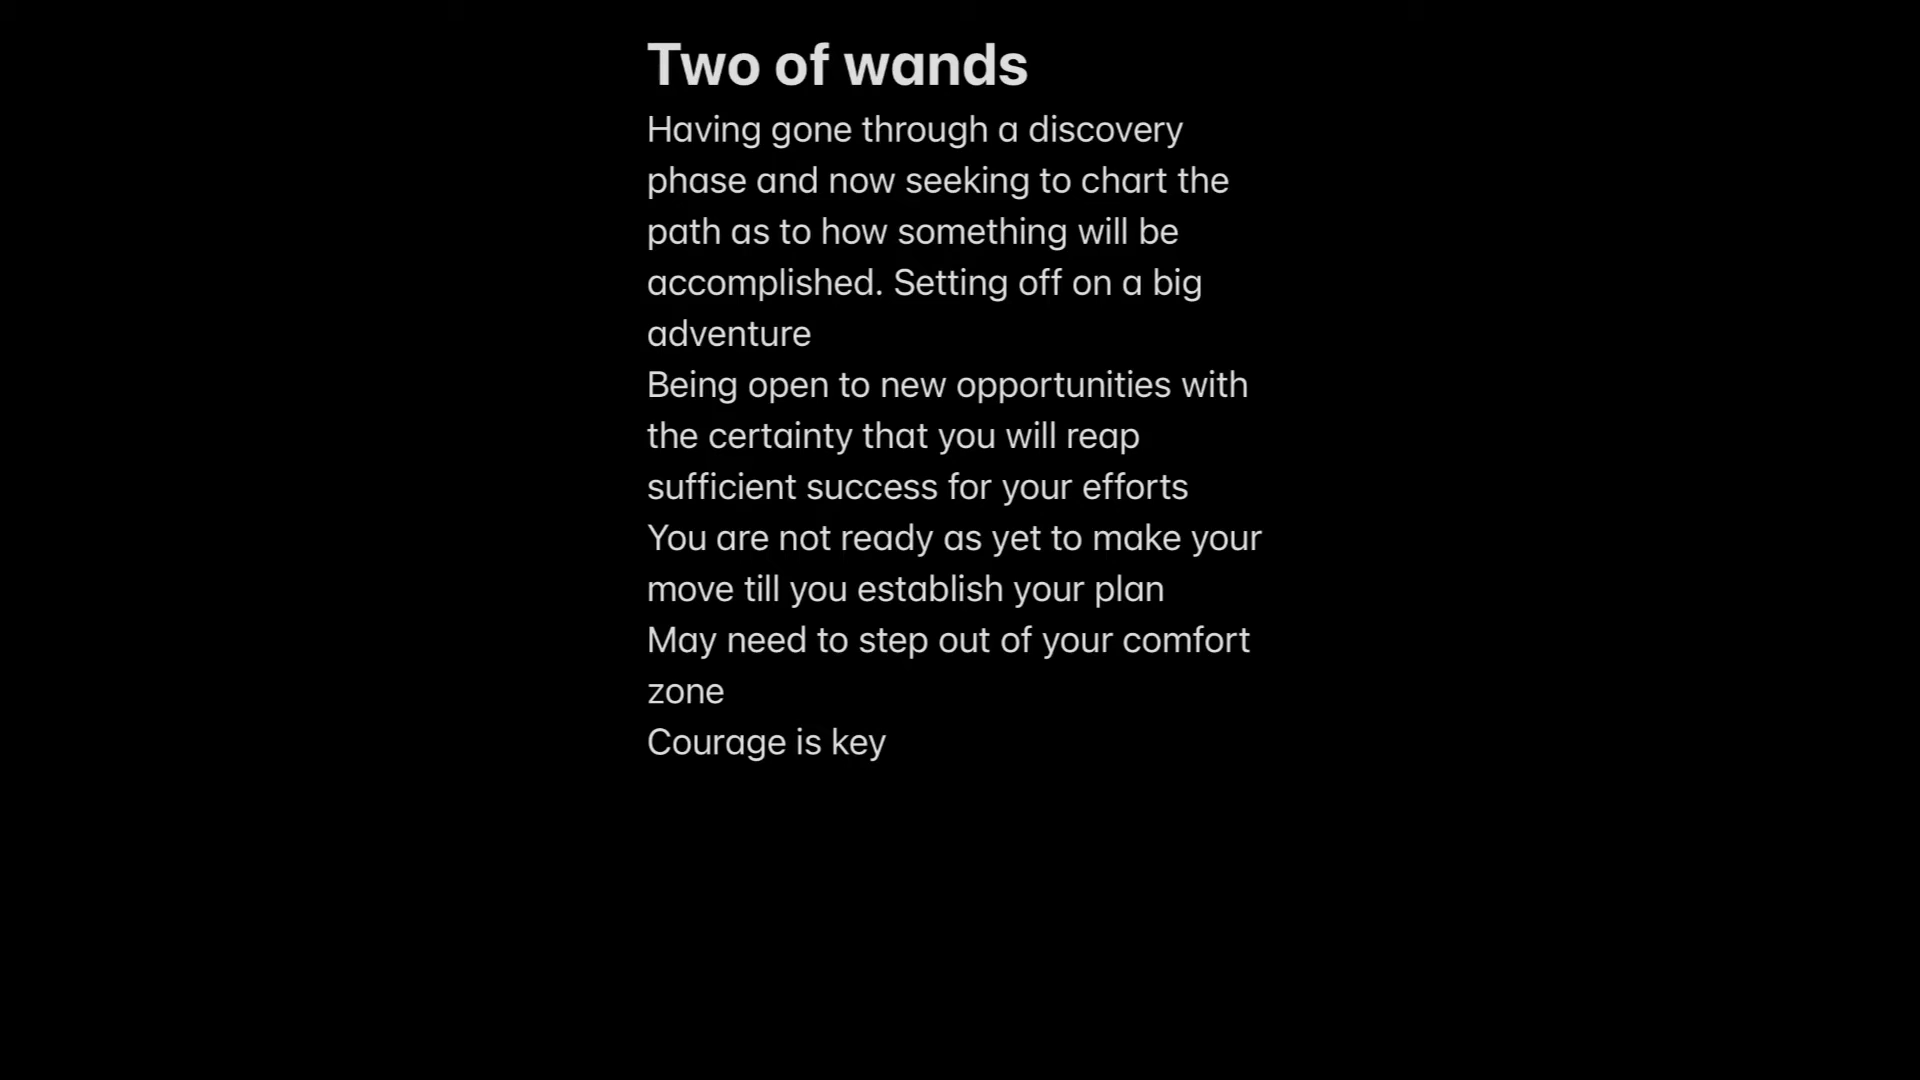 Two of wands
Having gone through a discovery
phase and now seeking to chart the
path as to how something will be
accomplished. Setting off on a big
adventure
Being open to new opportunities with
the certainty that you will reap
sufficient success for your efforts
You are not ready as yet to make your
move till you establish your plan
May need to step out of your comfort
zone
Courage is key